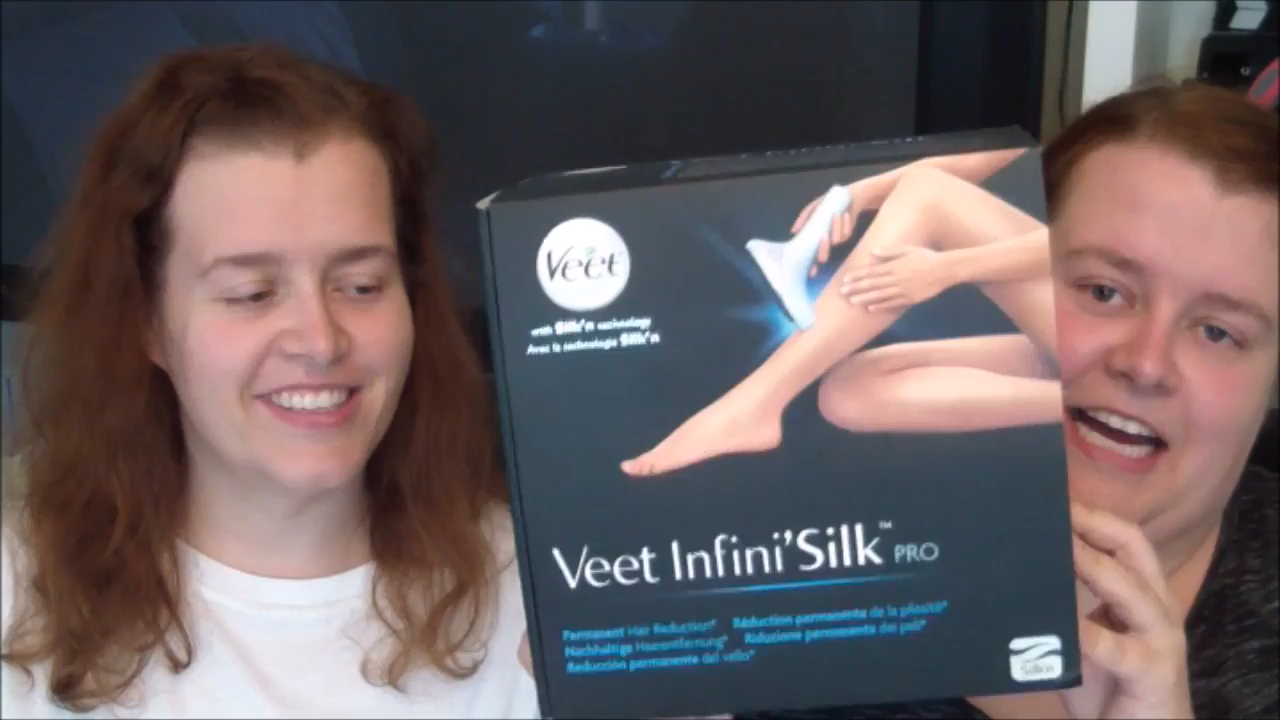 Veet
with Silk'n technology
Avec la technologie Silk'n
Veet Infini'Silk™ PRO
Permanent Hair Reduction* Réduction permanente de la pilosité*
Nachhaltige Haarentfernung* Riduzione permanente dei peli*
Reducción permanente del vello*
Silk'n